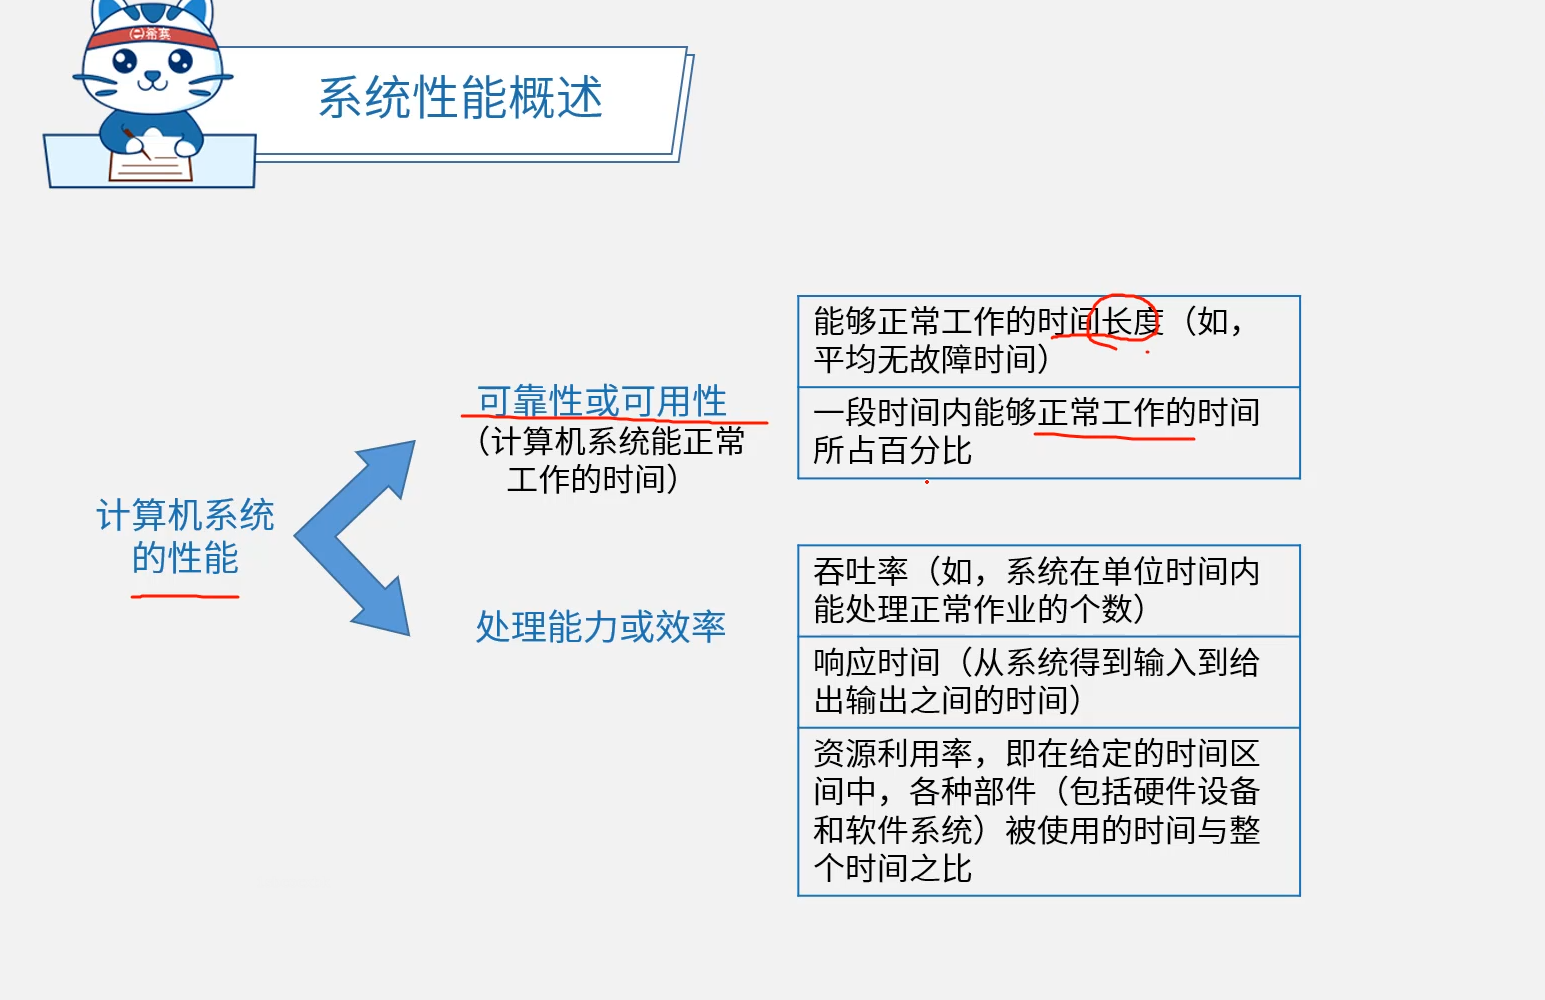 希赛
系统性能概述
能够正常工作的时间长度（如，
平均无故障时间）
一段时间内能够正常工作的时间
所占百分比
可靠性或可用性
（计算机系统能正常
工作的时间）
计算机系统
的性能
处理能力或效率
吞吐率（如，系统在单位时间内
能处理正常作业的个数）
响应时间（从系统得到输入到给
出输出之间的时间）
资源利用率，即在给定的时间区
间中，各种部件（包括硬件设备
和软件系统）被使用的时间与整
个时间之比